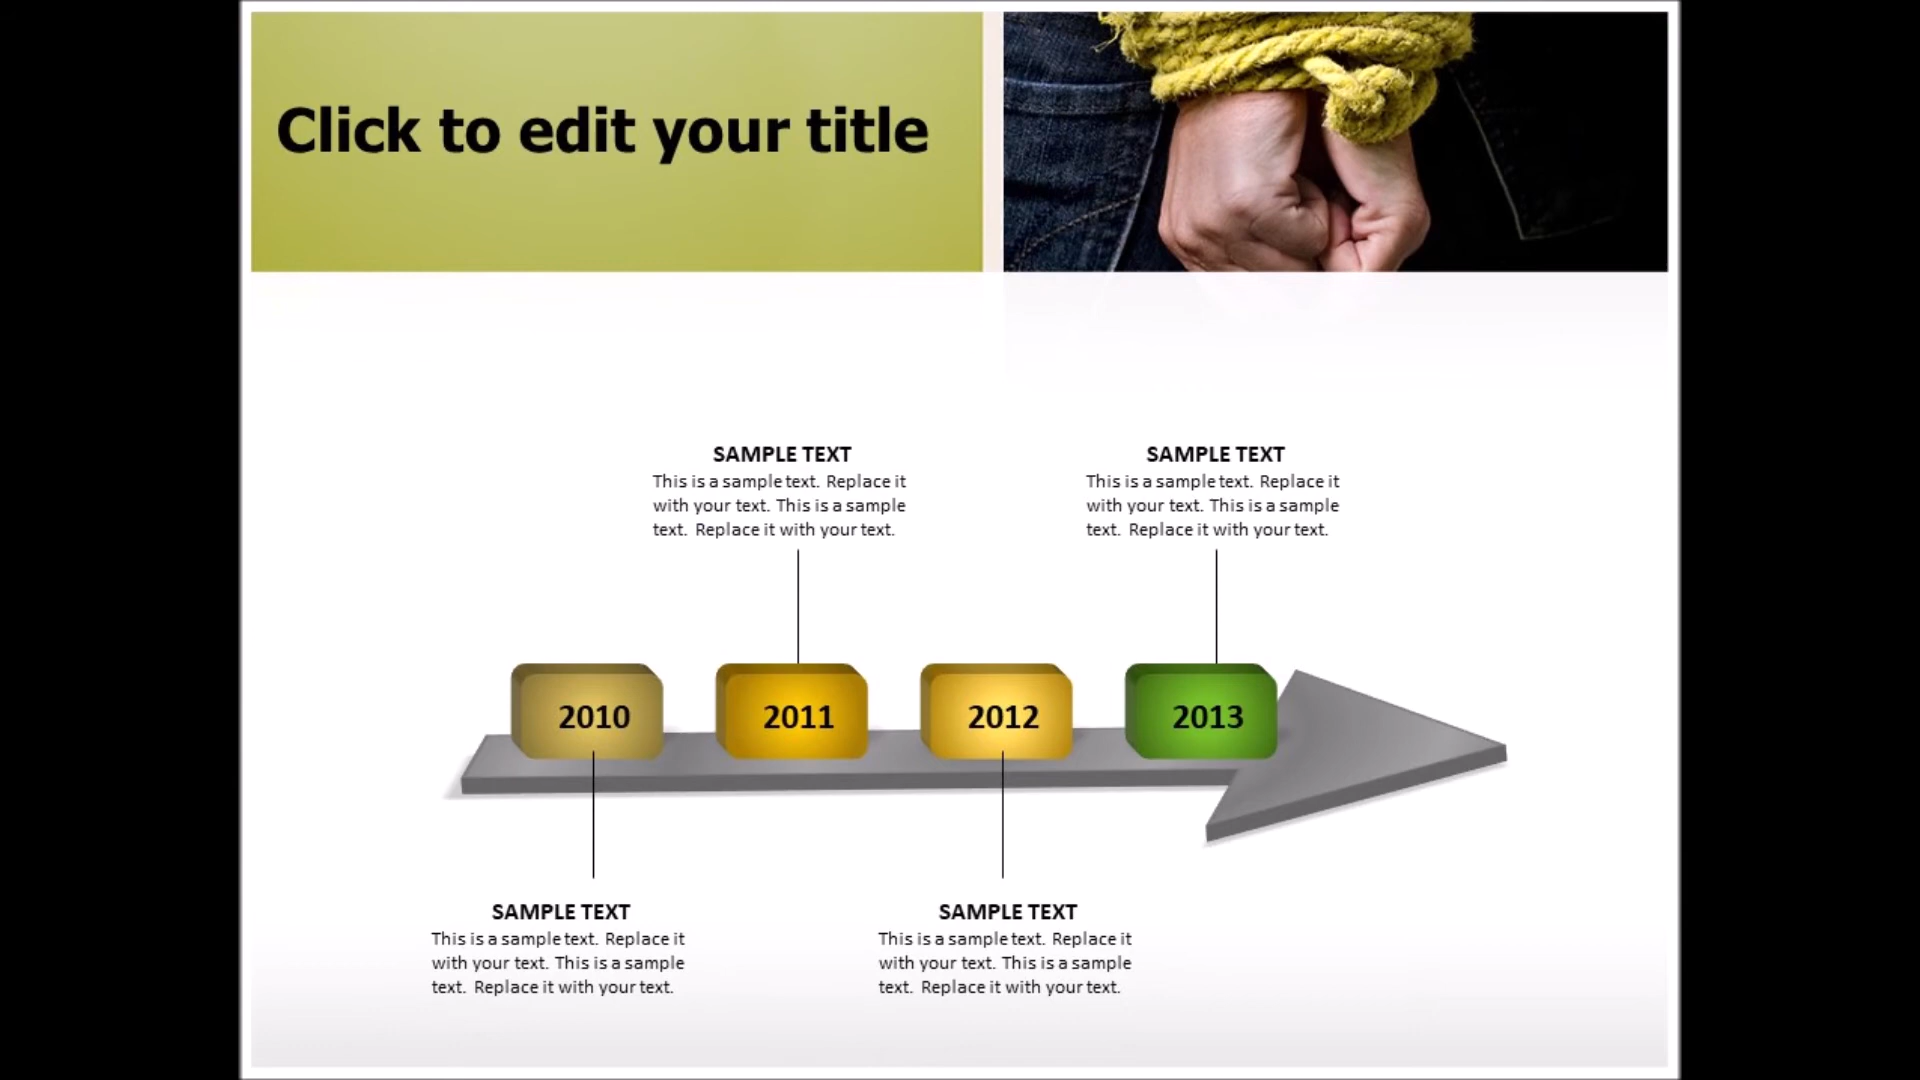 Click to edit your title
SAMPLE TEXT
This is a sample text. Replace it
with your text. This is a sample
text. Replace it with your text.
SAMPLE TEXT
This is a sample text. Replace it
with your text. This is a sample
text. Replace it with your text.
2010
2011
2012
2013
SAMPLE TEXT
This is a sample text. Replace it
with your text. This is a sample
text. Replace it with your text.
SAMPLE TEXT
This is a sample text. Replace it
with your text. This is a sample
text. Replace it with your text.